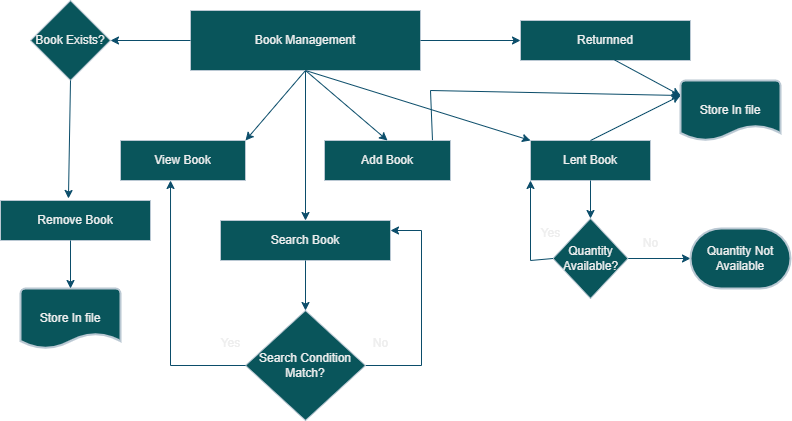 Book Exists?
Book Management
Returnned
Store In file
View Book
Add Book
Lent Book
Remove Book
Search Book
Yes
No
Quantity
Available?
Quantity Not
Available
Store In file
Yes
No
Search Condition
Match?